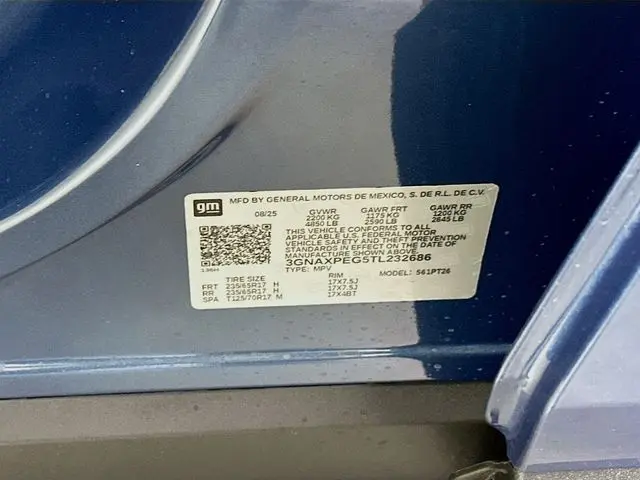 gm MFD BY GENERAL MOTORS DE MEXICO, S. DE R.L. DE C.V.
08/25 GVWR GAWR FRT GAWR RR
2200 KG 1175 KG 1200 KG
4850 LB 2590 LB 2645 LB
THIS VEHICLE CONFORMS TO ALL
APPLICABLE U.S. FEDERAL MOTOR
VEHICLE SAFETY AND THEFT PREVENTION
STANDARDS IN EFFECT ON THE DATE OF
MANUFACTURE SHOWN ABOVE.
3GNAXPEG5TL232686
TYPE: MPV MODEL: 561PT26
TIRE SIZE RIM
FRT 235/65R17 H 17X7.5J
RR 235/65R17 H 17X7.5J
SPA T125/70R17 M 17X4BT